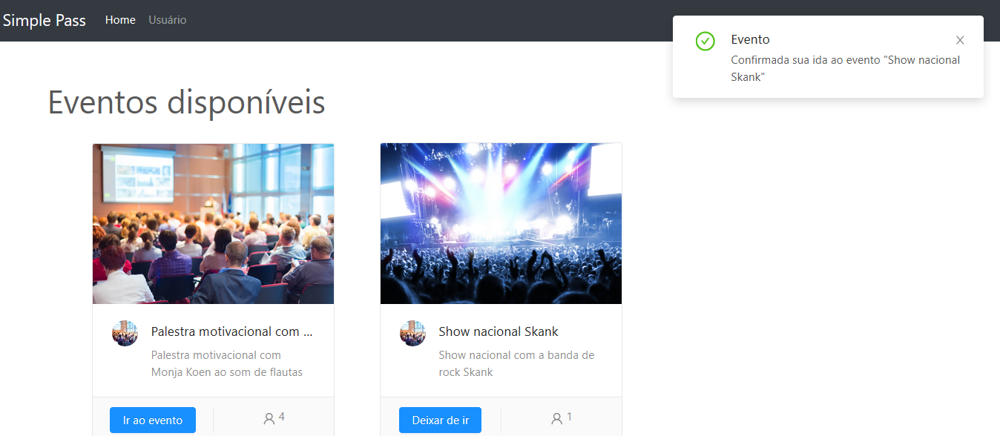 Simple Pass Home Usuário
Evento
Confirmada sua ida ao evento "Show nacional
Skank"
Eventos disponíveis
Palestra motivacional com ...
Palestra motivacional com
Monja Koen ao som de flautas
Ir ao evento 4
Show nacional Skank
Show nacional com a banda de
rock Skank
Deixar de ir 1